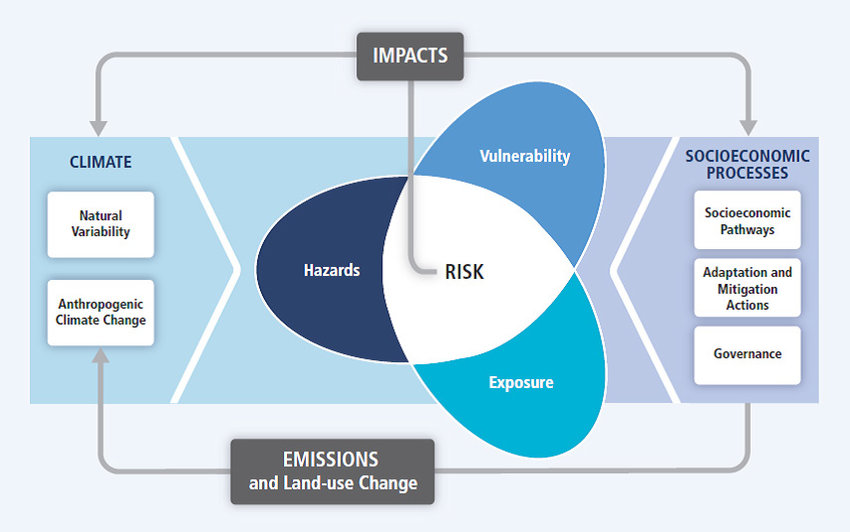 IMPACTS
CLIMATE
Natural
Variability
Anthropogenic
Climate Change
Vulnerability
Hazards
RISK
Exposure
SOCIOECONOMIC
PROCESSES
Socioeconomic
Pathways
Adaptation and
Mitigation
Actions
Governance
EMISSIONS
and Land-use Change